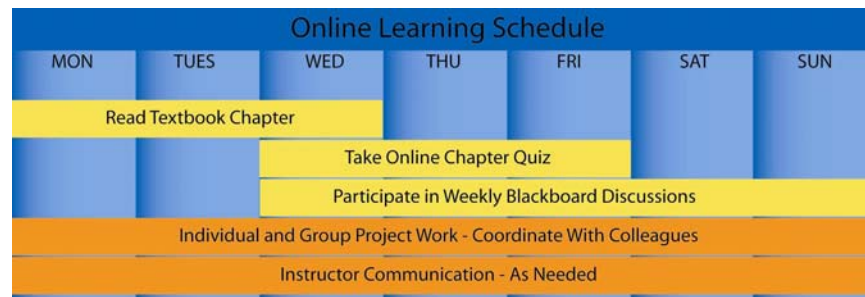 Online Learning Schedule
MON TUES WED THU FRI SAT SUN
Read Textbook Chapter
Take Online Chapter Quiz
Participate in Weekly Blackboard Discussions
Individual and Group Project Work - Coordinate With Colleagues
Instructor Communication - As Needed